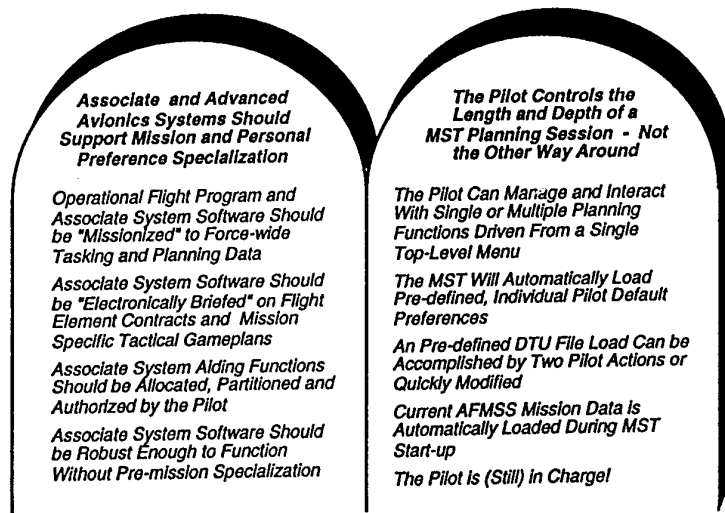 Associate and Advanced
Avionics Systems Should
Support Mission and Personal
Preference Specialization
Operational Flight Program and
Associate System Software Should
be "Missionized" to Force-wide
Tasking and Planning Data
Associate System Software Should
be "Electronically Briefed" on Flight
Element Contracts and Mission
Specific Tactical Gameplans
Associate System Aiding Functions
Should be Allocated, Partitioned and
Authorized by the Pilot
Associate System Software Should
be Robust Enough to Function
Without Pre-mission Specialization
The Pilot Controls the
Length and Depth of a
MST Planning Session - Not
the Other Way Around
The Pilot Can Manage and Interact
With Single or Multiple Planning
Functions Driven From a Single
Top-Level Menu
The MST Will Automatically Load
Pre-defined, Individual Pilot Default
Preferences
An Pre-defined DTU File Load Can be
Accomplished by Two Pilot Actions or
Quickly Modified
Current AFMSS Mission Data is
Automatically Loaded During MST
Start-up
The Pilot is (Still) in Charge!